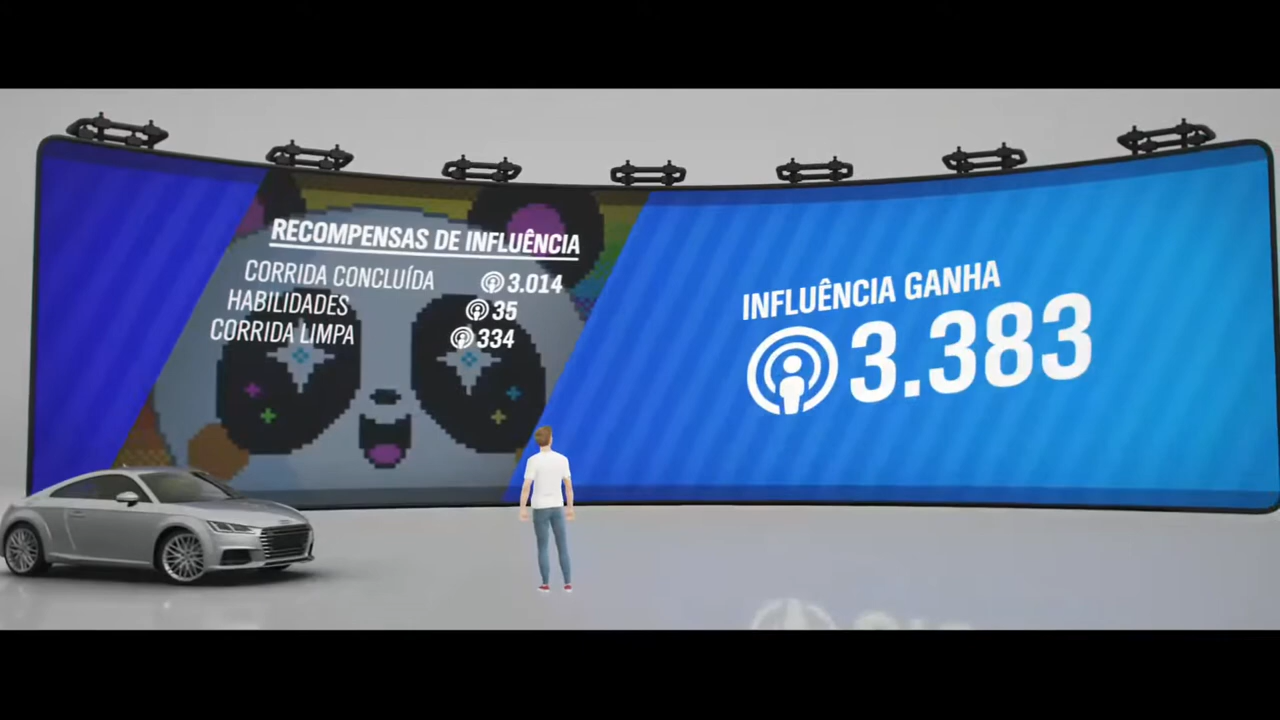 RECOMPENSAS DE INFLUÊNCIA
CORRIDA CONCLUÍDA 3.014
HABILIDADES 35
CORRIDA LIMPA 334
INFLUÊNCIA GANHA
3.383